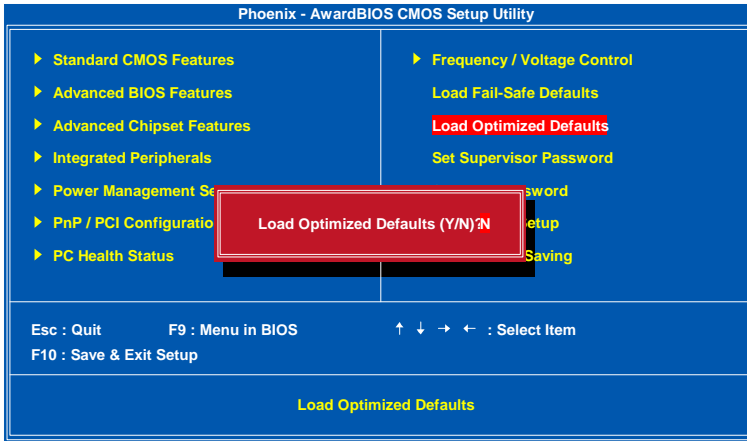 Phoenix - AwardBIOS CMOS Setup Utility
Standard CMOS Features
Advanced BIOS Features
Advanced Chipset Features
Integrated Peripherals
Power Management Se
PnP / PCI Configuratio
PC Health Status
Frequency / Voltage Control
Load Fail-Safe Defaults
Load Optimized Defaults
Set Supervisor Password
sword
etup
Saving
Load Optimized Defaults (Y/N)?N
Esc : Quit F9 : Menu in BIOS ↑ ↓ → ← : Select Item
F10 : Save & Exit Setup
Load Optimized Defaults